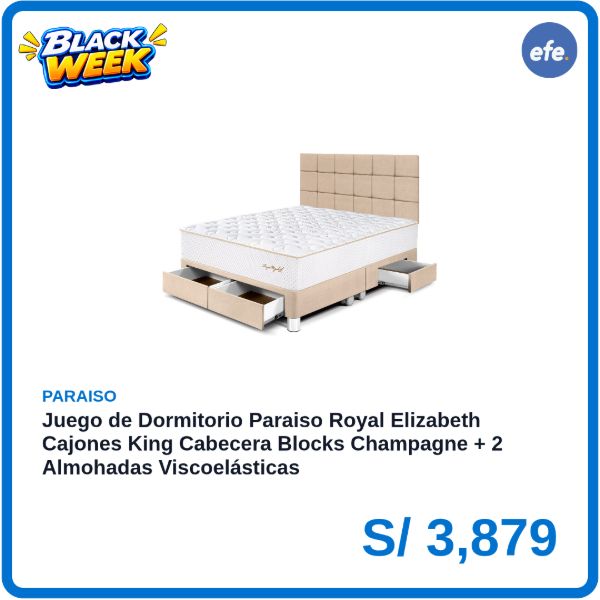 BLACK
WEEK
efe.
PARAISO
Juego de Dormitorio Paraiso Royal Elizabeth
Cajones King Cabecera Blocks Champagne + 2
Almohadas Viscoelásticas
S/ 3,879